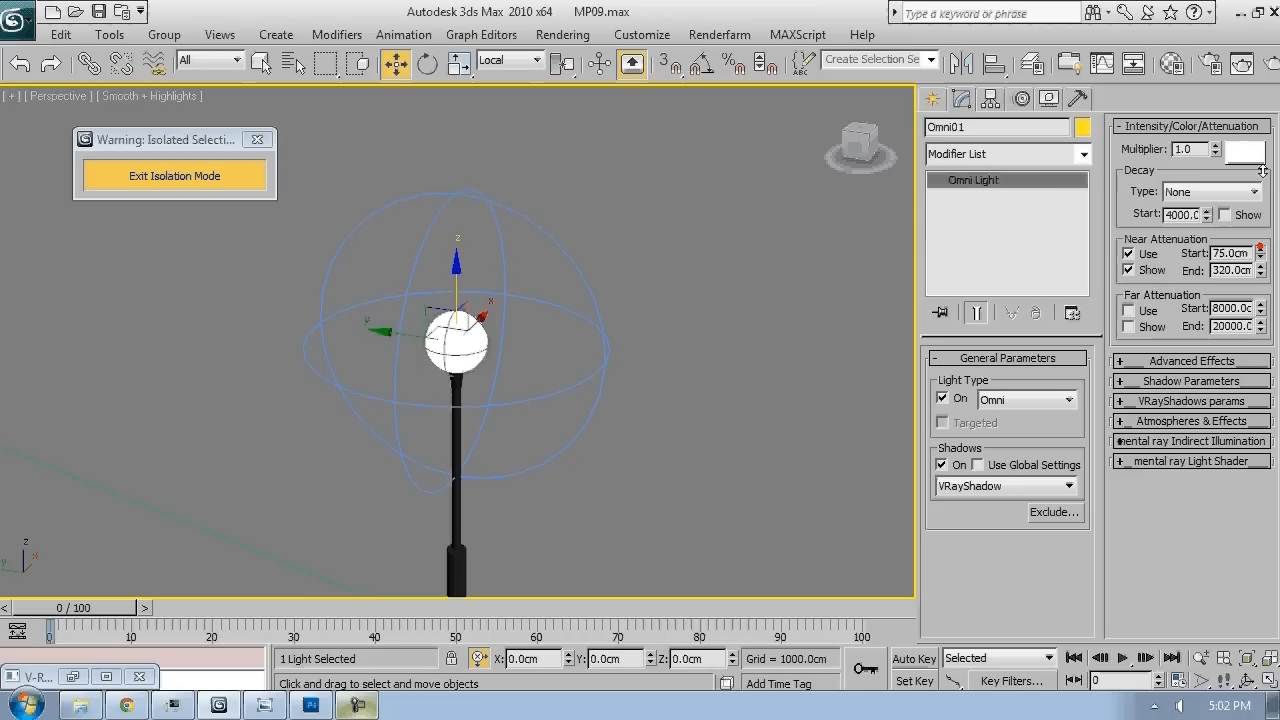 Autodesk 3ds Max 2010 x64 MP09.max
Type a keyword or phrase
Edit Tools Group Views Create Modifiers Animation Graph Editors Rendering Customize Renderfarm MAXScript Help
All
Local
Create Selection Se
[ + ] [ Perspective ] [ Smooth + Highlights ]
Warning: Isolated Selecti...
Exit Isolation Mode
z
x
y
z
x
y
Omni01
Modifier List
Omni Light
- General Parameters
Light Type
On Omni
Targeted
Shadows
On Use Global Settings
VRayShadow
Exclude...
- Intensity/Color/Attenuation
Multiplier: 1.0
Decay
Type: None
Start: 4000.0 Show
Near Attenuation
Use Start: 75.0cm
Show End: 320.0cm
Far Attenuation
Use Start: 8000.0c
Show End: 20000.0
+ Advanced Effects
+ Shadow Parameters
+ VRayShadows params
+ Atmospheres & Effects
mental ray Indirect Illumination
+ mental ray Light Shader
< 0 / 100 >
0 10 20 30 40 50 60 70 80 90 100
1 Light Selected X: 0.0cm Y: 0.0cm Z: 0.0cm Grid = 1000.0cm Auto Key Selected
Click and drag to select and move objects Add Time Tag Set Key Key Filters... 0
V-R...
5:02 PM